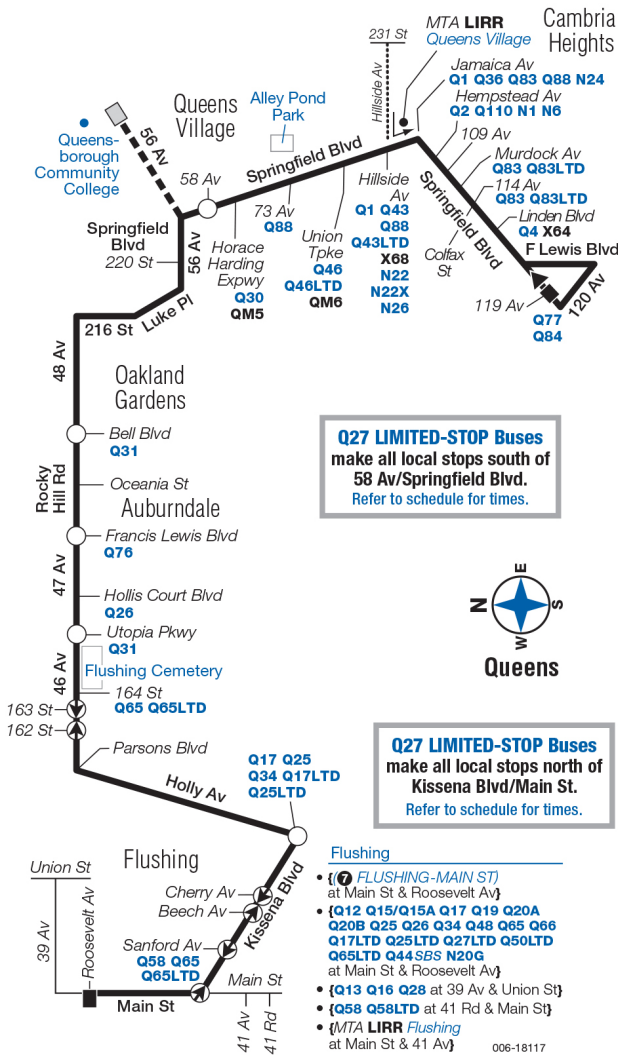 MTA LIRR
Queens Village
Cambria
Heights
231 St
Hillside Av
Jamaica Av
Q1 Q36 Q83 Q88 N24
Hempstead Av
Q2 Q110 N1 N6
109 Av
Murdock Av
Q83 Q83LTD
114 Av
Q83 Q83LTD
Linden Blvd
Q4 X64
F Lewis Blvd
Queens
Village
Alley Pond
Park
Queens-
borough
Community
College
56 Av
58 Av
Springfield Blvd
Springfield Blvd
Springfield
Blvd
56 Av
220 St
Horace
Harding
Expwy
Q30
QM5
73 Av
Q88
Union
Tpke
Q46
Q46LTD
QM6
Hillside
Av
Q1 Q43
Q88
Q43LTD
X68
N22
N22X
N26
Colfax
St
119 Av
120 Av
Q77
Q84
Luke Pl
216 St
48 Av
Oakland
Gardens
Bell Blvd
Q31
Rocky
Hill Rd
Oceania St
Auburndale
Francis Lewis Blvd
Q76
47 Av
Hollis Court Blvd
Q26
Utopia Pkwy
Q31
46 Av
Flushing Cemetery
164 St
Q65 Q65LTD
163 St
162 St
Parsons Blvd
Holly Av
Q17 Q25
Q34 Q17LTD
Q25LTD
Q27 LIMITED-STOP Buses
make all local stops south of
58 Av/Springfield Blvd.
Refer to schedule for times.
E
N
S
W
Queens
Q27 LIMITED-STOP Buses
make all local stops north of
Kissena Blvd/Main St.
Refer to schedule for times.
Flushing
Kissena Blvd
Cherry Av
Beech Av
Sanford Av
Q58 Q65
Q65LTD
Union St
39 Av
Roosevelt Av
Main St
Main St
41 Av
41 Rd
Flushing
• {(7 FLUSHING-MAIN ST)
at Main St & Roosevelt Av}
• {Q12 Q15/Q15A Q17 Q19 Q20A
Q20B Q25 Q26 Q34 Q48 Q65 Q66
Q17LTD Q25LTD Q27LTD Q50LTD
Q65LTD Q44SBS N20G
at Main St & Roosevelt Av}
• {Q13 Q16 Q28 at 39 Av & Union St}
• {Q58 Q58LTD at 41 Rd & Main St}
• {MTA LIRR Flushing
at Main St & 41 Av}
006-18117